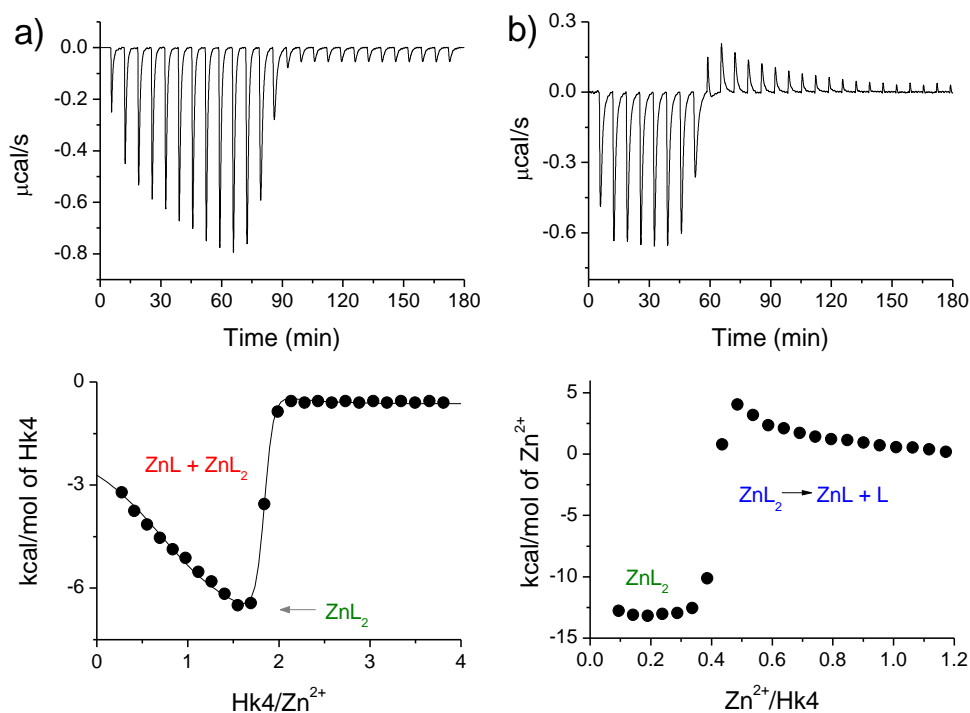 a)
0.0
-0.2
-0.4
-0.6
-0.8
μcal/s
0 30 60 90 120 150 180
Time (min)
b)
0.3
0.0
-0.3
-0.6
μcal/s
0 30 60 90 120 150 180
Time (min)
0
-3
-6
kcal/mol of Hk4
ZnL + ZnL₂
ZnL₂
0 1 2 3 4
Hk4/Zn²⁺
5
0
-5
-10
-15
kcal/mol of Zn²⁺
ZnL₂ → ZnL + L
ZnL₂
0.0 0.2 0.4 0.6 0.8 1.0 1.2
Zn²⁺/Hk4